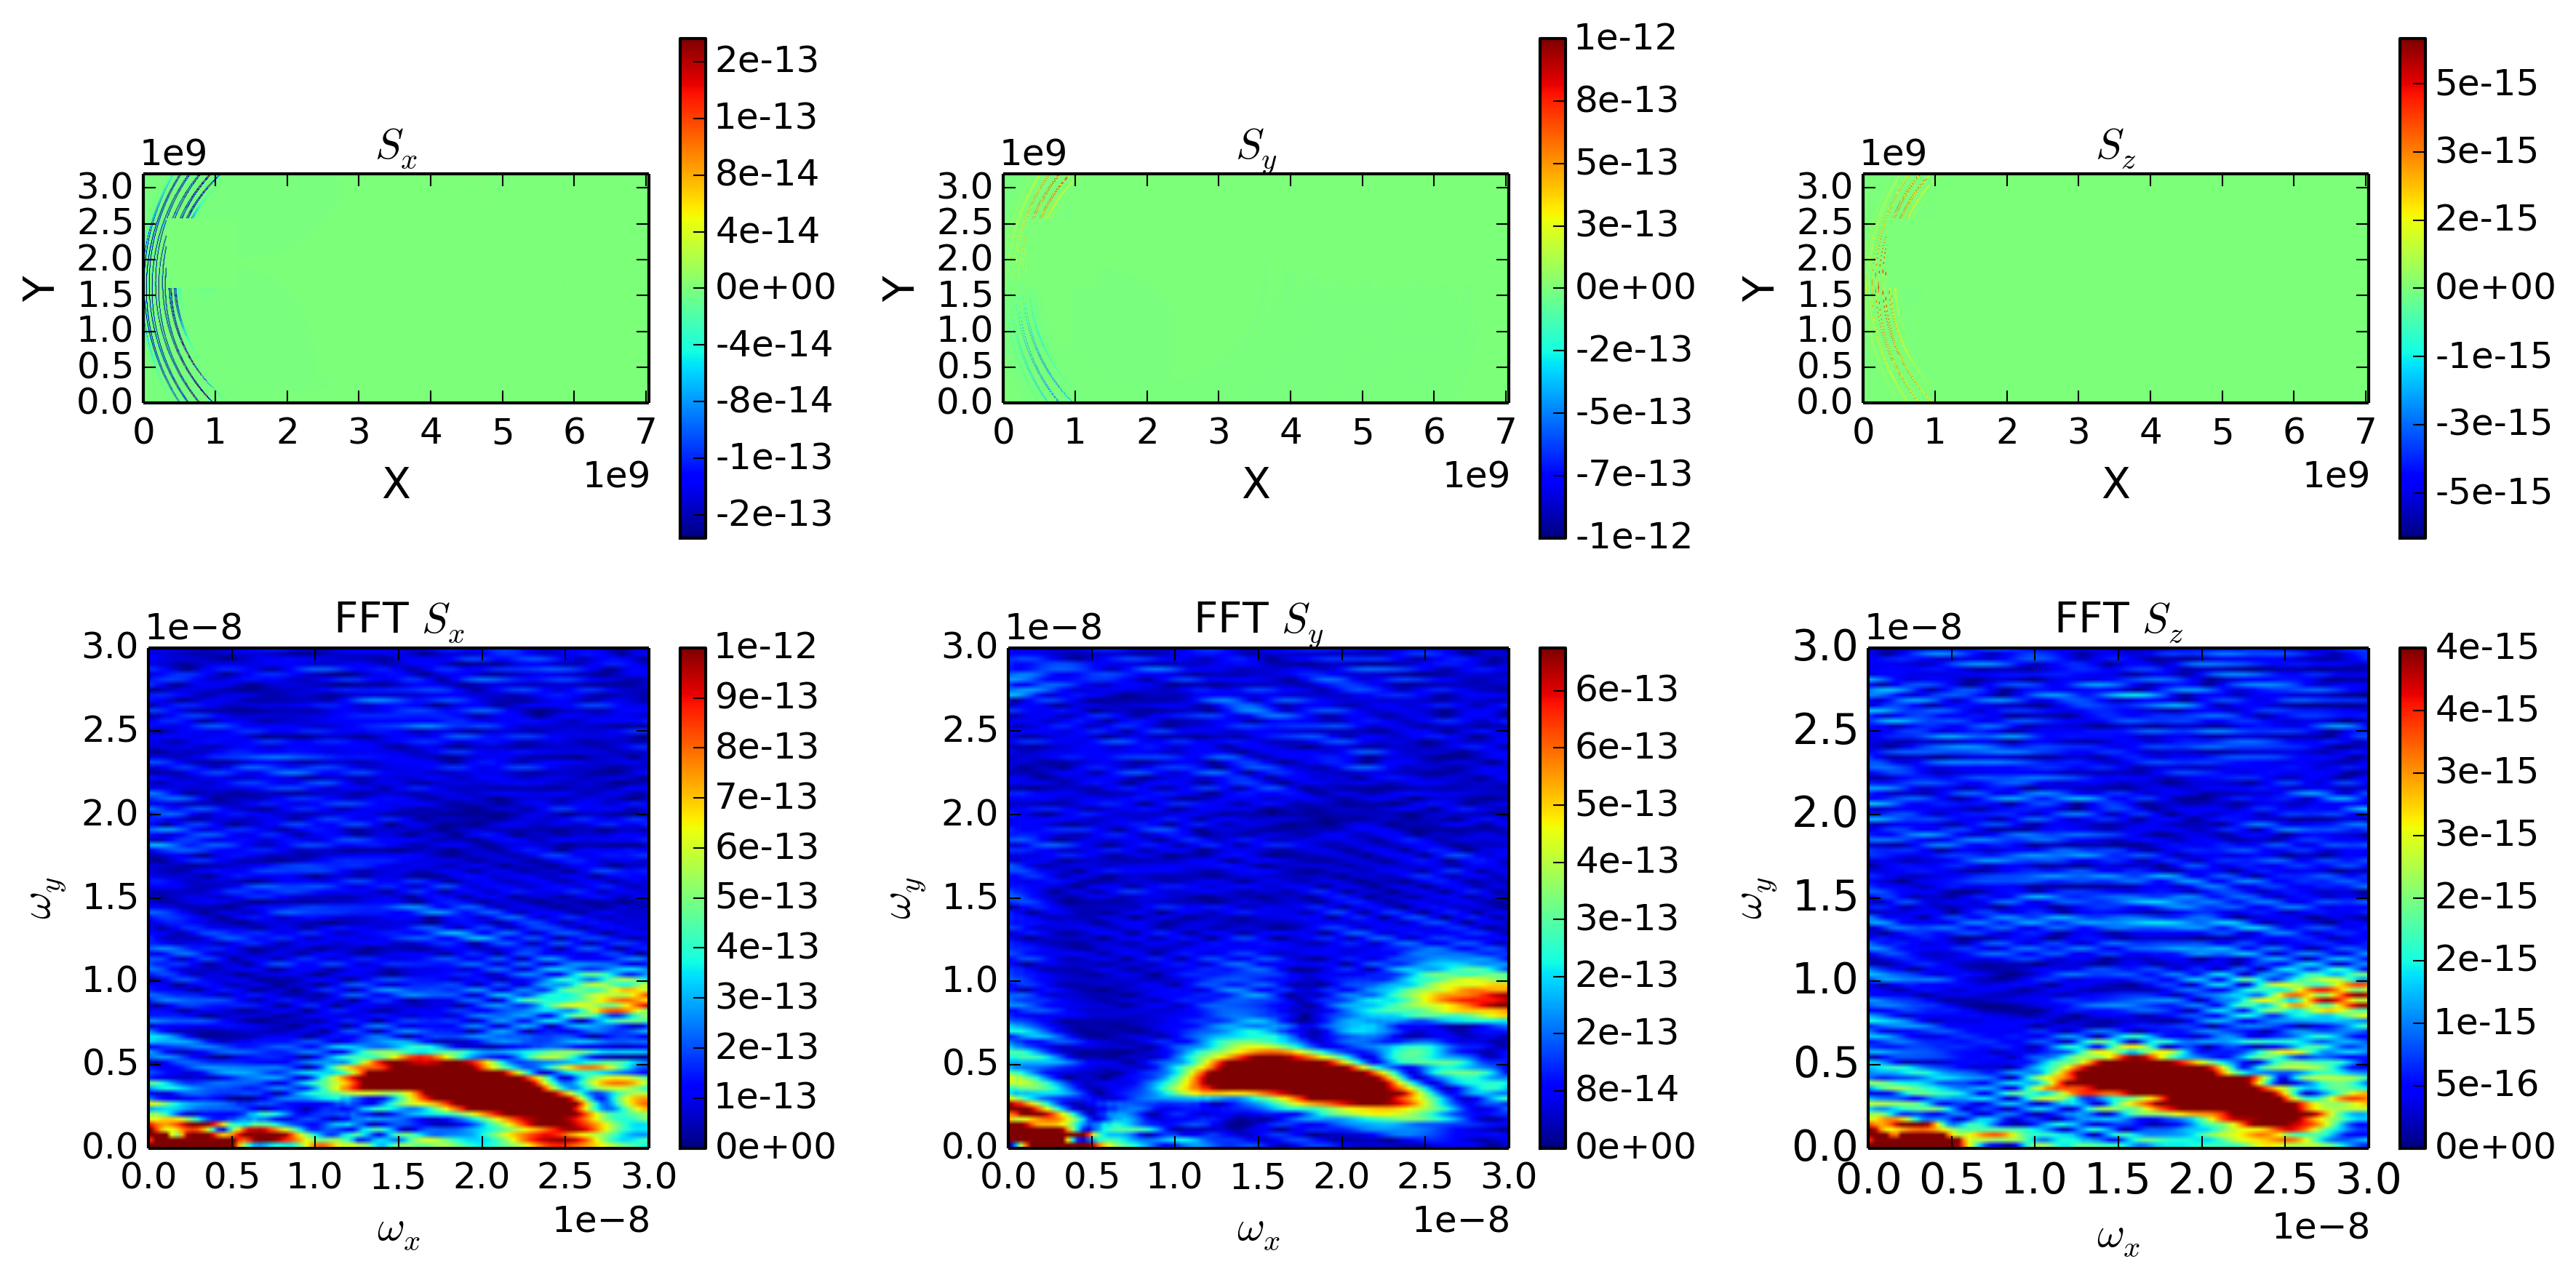 S_x
1e9
3.0
2.5
2.0
1.5
1.0
0.5
0.0
Y
0 1 2 3 4 5 6 7
1e9
X
2e-13
1e-13
8e-14
4e-14
0e+00
-4e-14
-8e-14
-1e-13
-2e-13
S_y
1e9
3.0
2.5
2.0
1.5
1.0
0.5
0.0
Y
0 1 2 3 4 5 6 7
1e9
X
1e-12
8e-13
5e-13
3e-13
0e+00
-2e-13
-5e-13
-7e-13
-1e-12
S_z
1e9
3.0
2.5
2.0
1.5
1.0
0.5
0.0
Y
0 1 2 3 4 5 6 7
1e9
X
5e-15
3e-15
2e-15
0e+00
-1e-15
-3e-15
-5e-15
FFT S_x
1e−8
3.0
2.5
2.0
1.5
1.0
0.5
0.0
ω_y
0.0 0.5 1.0 1.5 2.0 2.5 3.0
1e−8
ω_x
1e-12
9e-13
8e-13
7e-13
6e-13
5e-13
4e-13
3e-13
2e-13
1e-13
0e+00
FFT S_y
1e−8
3.0
2.5
2.0
1.5
1.0
0.5
0.0
ω_y
0.0 0.5 1.0 1.5 2.0 2.5 3.0
1e−8
ω_x
6e-13
6e-13
5e-13
4e-13
3e-13
2e-13
2e-13
8e-14
0e+00
FFT S_z
1e−8
3.0
2.5
2.0
1.5
1.0
0.5
0.0
ω_y
0.0 0.5 1.0 1.5 2.0 2.5 3.0
1e−8
ω_x
4e-15
4e-15
3e-15
3e-15
2e-15
2e-15
1e-15
5e-16
0e+00